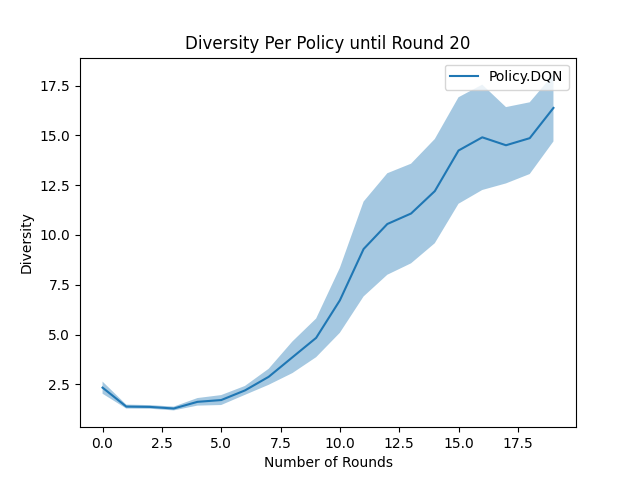 Diversity Per Policy until Round 20
Policy.DQN
17.5
15.0
12.5
10.0
7.5
5.0
2.5
Diversity
0.0 2.5 5.0 7.5 10.0 12.5 15.0 17.5
Number of Rounds